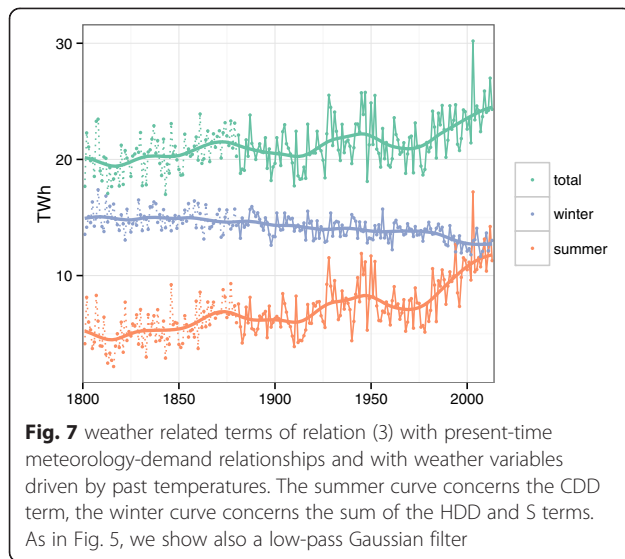 30
20
10
TWh
1800
1850
1900
1950
2000
total
winter
summer
Fig. 7 weather related terms of relation (3) with present-time
meteorology-demand relationships and with weather variables
driven by past temperatures. The summer curve concerns the CDD
term, the winter curve concerns the sum of the HDD and S terms.
As in Fig. 5, we show also a low-pass Gaussian filter